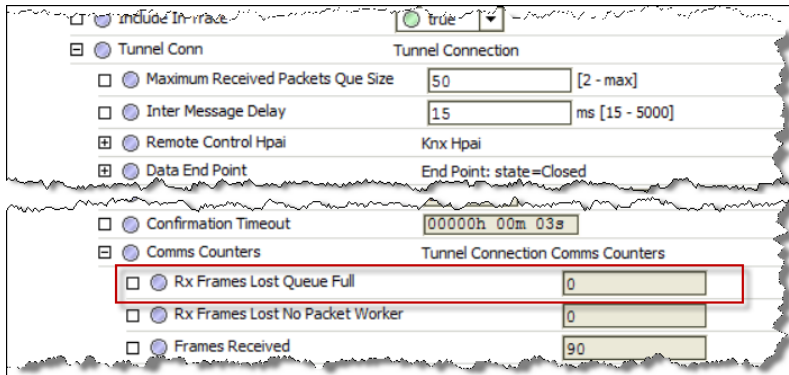 Include In Trace true
Tunnel Conn Tunnel Connection
Maximum Received Packets Que Size 50 [2 - max]
Inter Message Delay 15 ms [15 - 5000]
Remote Control Hpai Knx Hpai
Data End Point End Point: state=Closed
Confirmation Timeout 00000h 00m 03s
Comms Counters Tunnel Connection Comms Counters
Rx Frames Lost Queue Full 0
Rx Frames Lost No Packet Worker 0
Frames Received 90